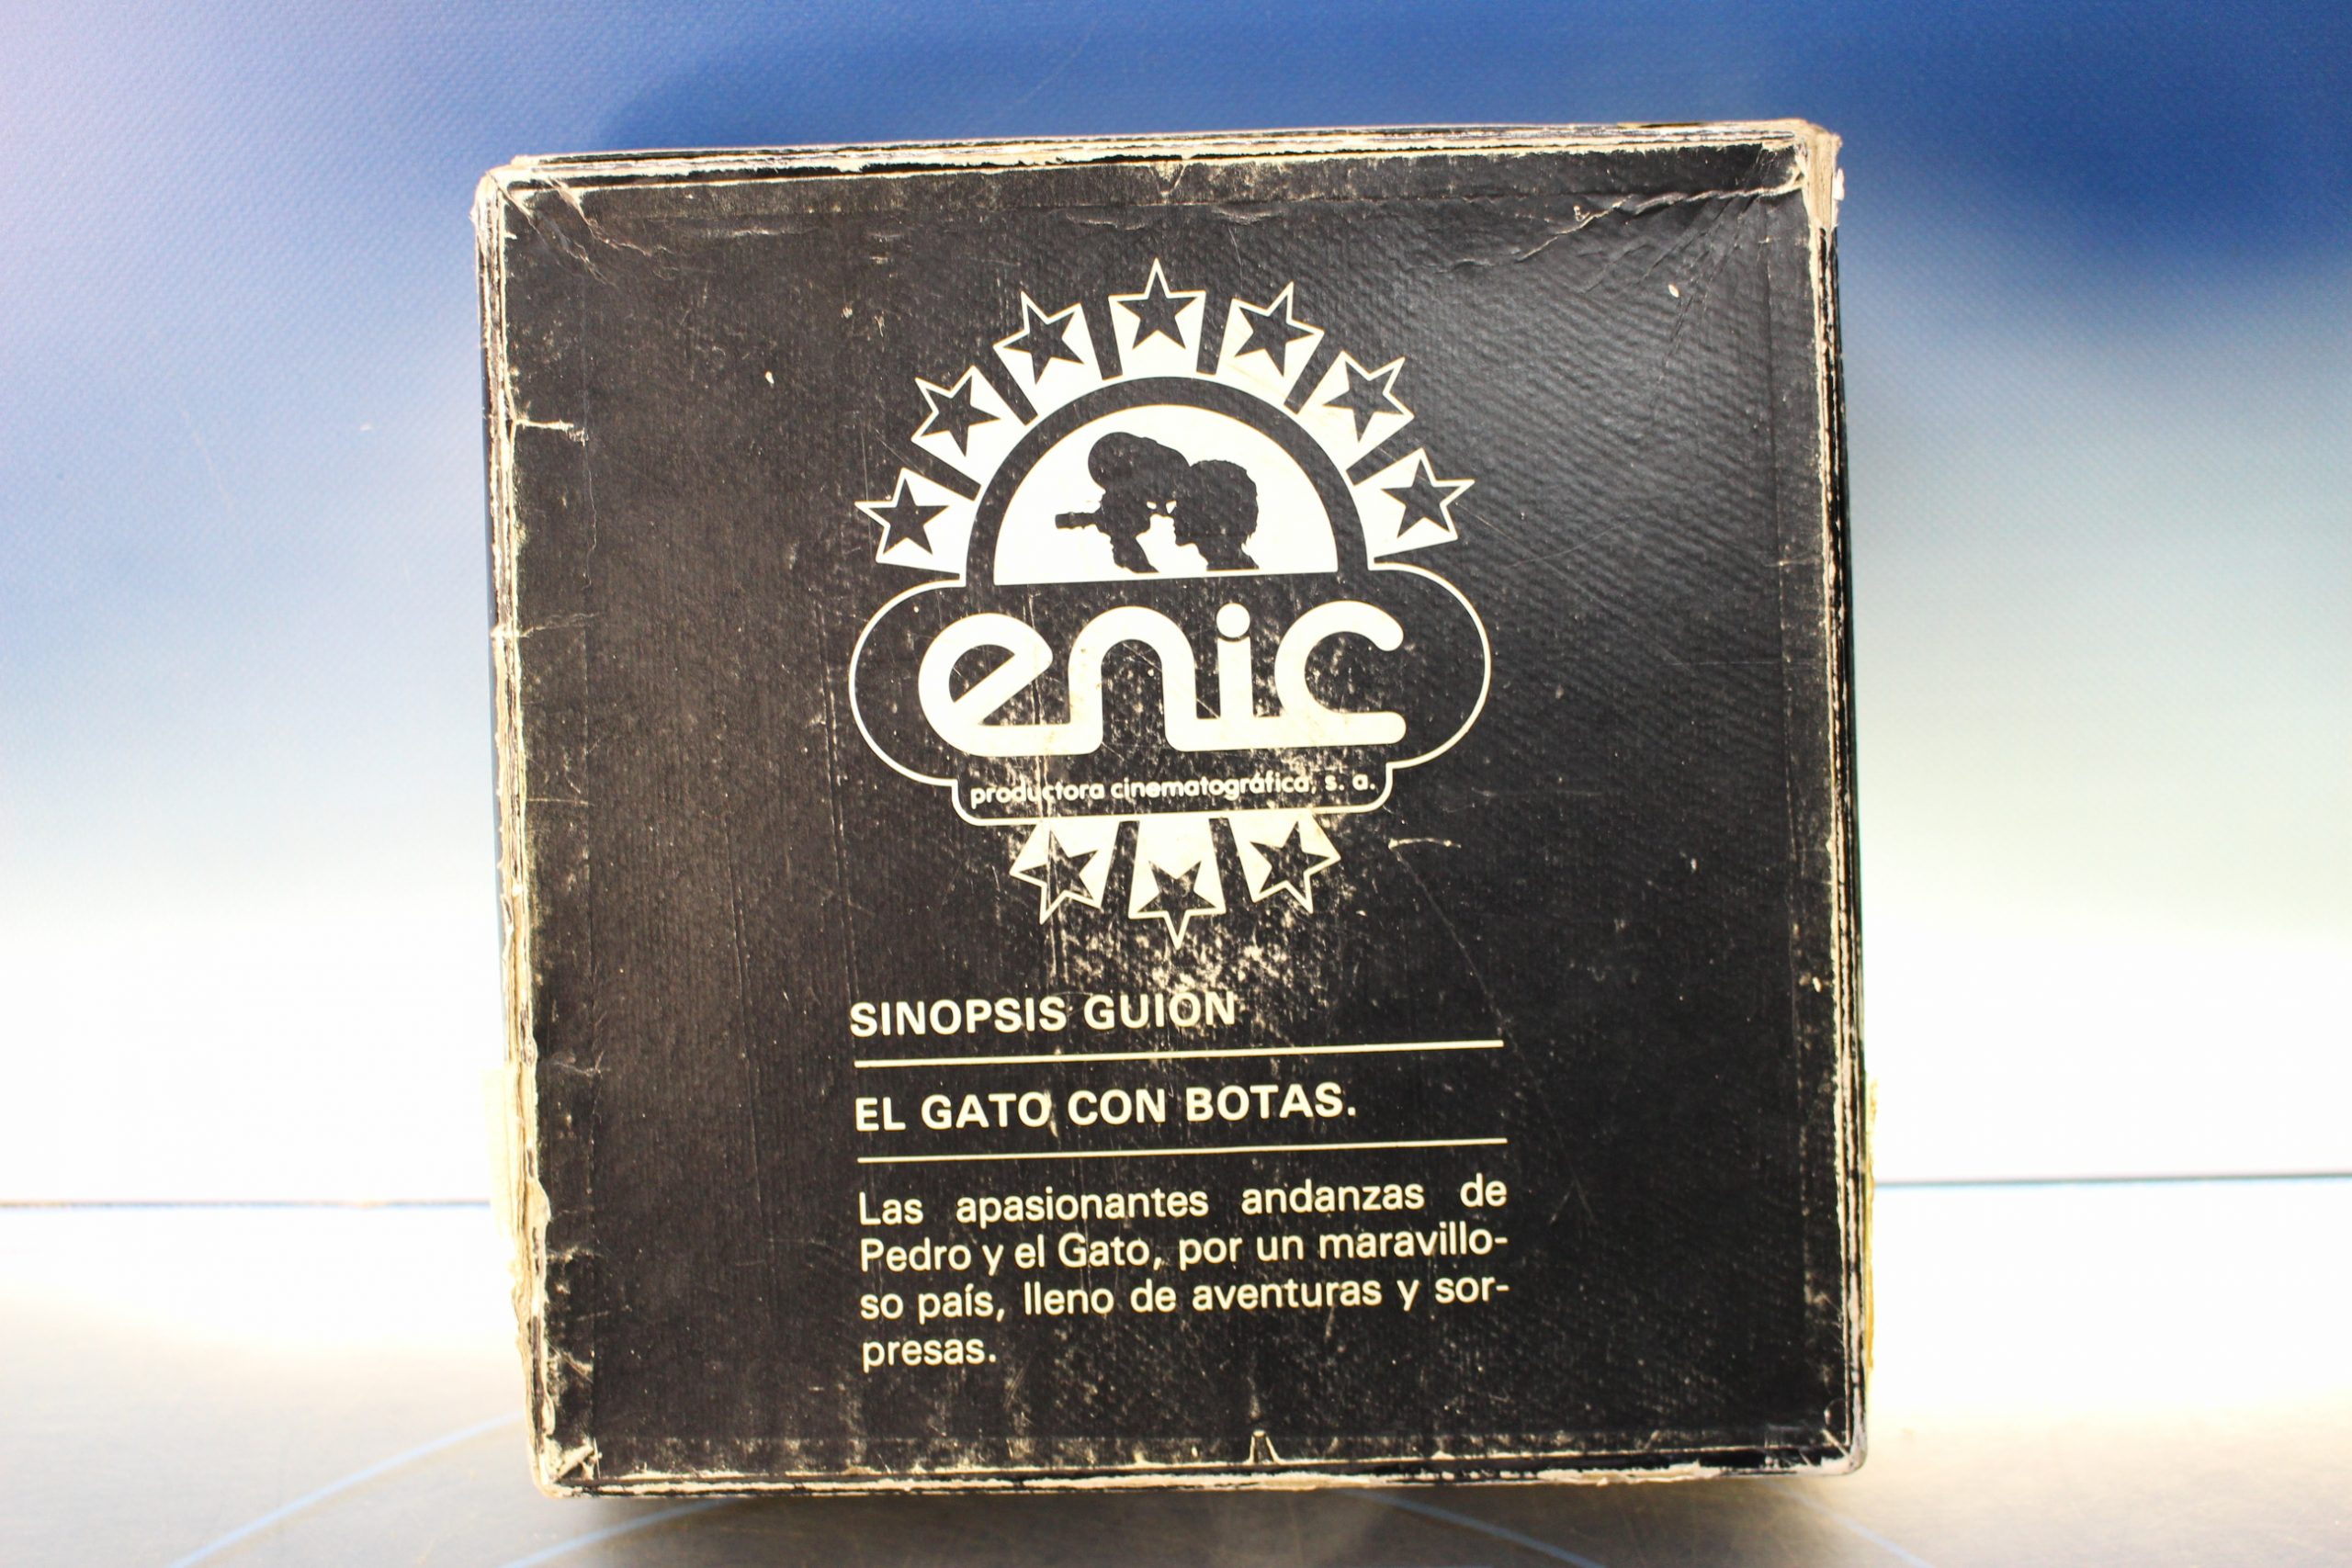 enic
productora cinematográfica, s. a.
SINOPSIS GUIÓN
EL GATO CON BOTAS.
Las apasionantes andanzas de
Pedro y el Gato, por un maravillo-
so país, lleno de aventuras y sor-
presas.